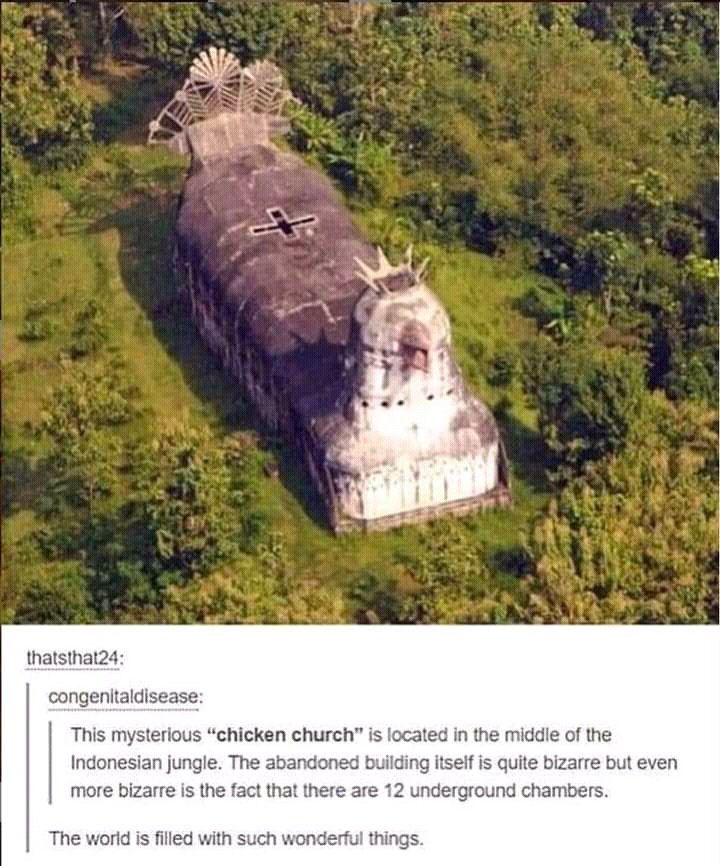 thatsthat24:
congenitaldisease:
This mysterious “chicken church” is located in the middle of the
Indonesian jungle. The abandoned building itself is quite bizarre but even
more bizarre is the fact that there are 12 underground chambers.
The world is filled with such wonderful things.